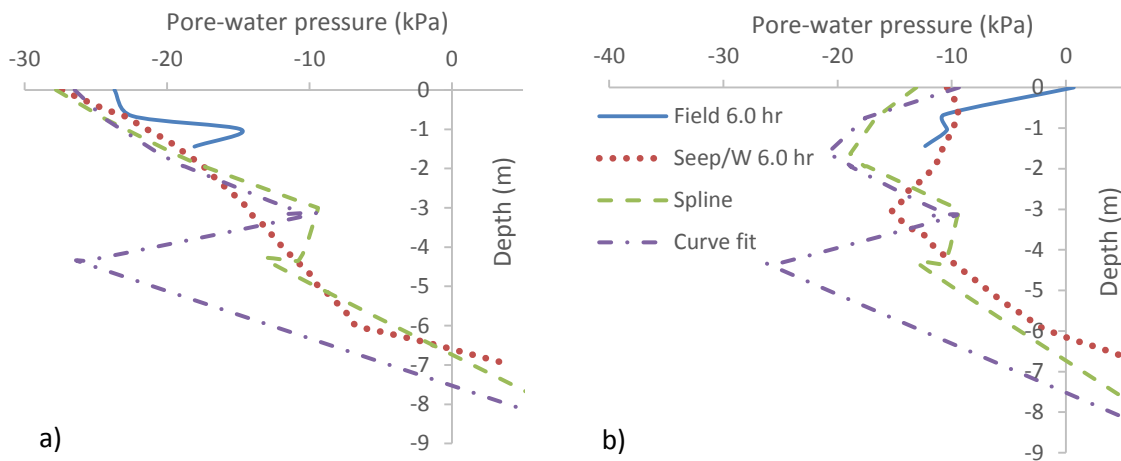 Pore-water pressure (kPa)
-30 -20 -10 0
0
-1
-2
-3
-4
-5
-6
-7
-8
-9
Depth (m)
a)
Pore-water pressure (kPa)
-40 -30 -20 -10 0
0
-1
-2
-3
-4
-5
-6
-7
-8
-9
Depth (m)
Field 6.0 hr
Seep/W 6.0 hr
Spline
Curve fit
b)